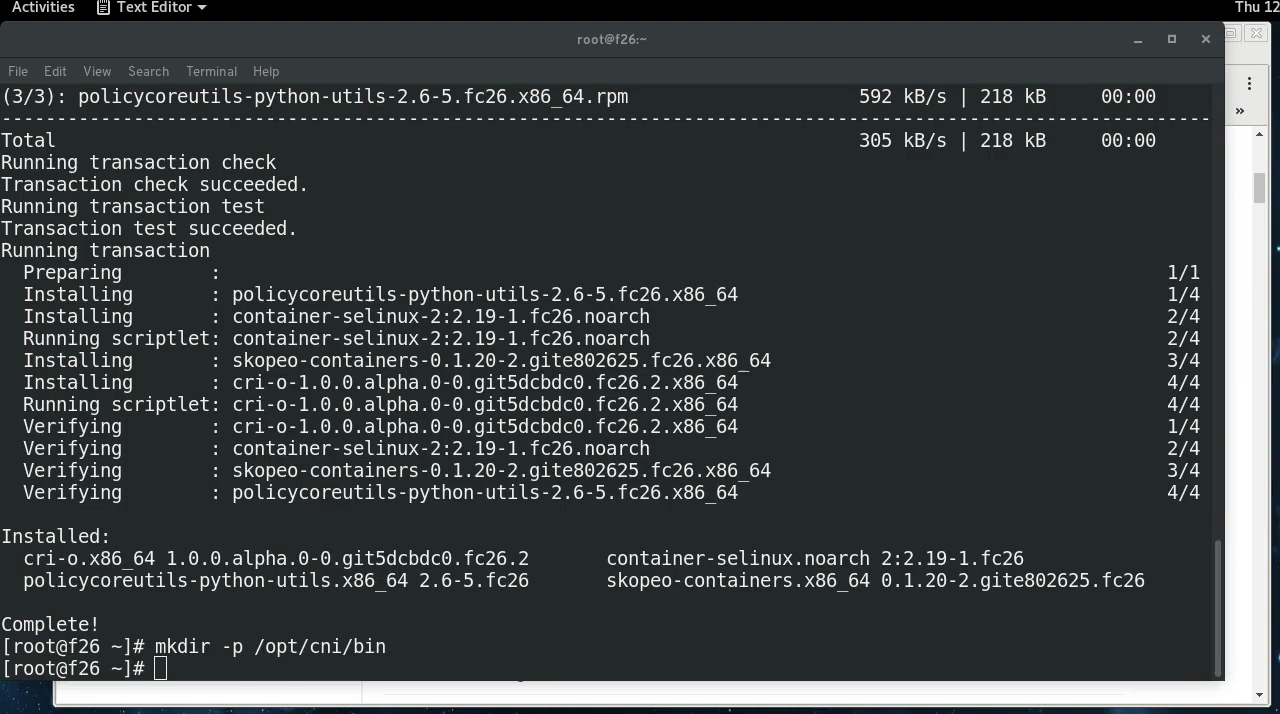 Activities Text Editor Thu 12
root@f26:~
File Edit View Search Terminal Help
(3/3): policycoreutils-python-utils-2.6-5.fc26.x86_64.rpm 592 kB/s | 218 kB 00:00
--------------------------------------------------------------------------------------------------------------
Total 305 kB/s | 218 kB 00:00
Running transaction check
Transaction check succeeded.
Running transaction test
Transaction test succeeded.
Running transaction
Preparing : 1/1
Installing : policycoreutils-python-utils-2.6-5.fc26.x86_64 1/4
Installing : container-selinux-2:2.19-1.fc26.noarch 2/4
Running scriptlet: container-selinux-2:2.19-1.fc26.noarch 2/4
Installing : skopeo-containers-0.1.20-2.gite802625.fc26.x86_64 3/4
Installing : cri-o-1.0.0.alpha.0-0.git5dcbdc0.fc26.2.x86_64 4/4
Running scriptlet: cri-o-1.0.0.alpha.0-0.git5dcbdc0.fc26.2.x86_64 4/4
Verifying : cri-o-1.0.0.alpha.0-0.git5dcbdc0.fc26.2.x86_64 1/4
Verifying : container-selinux-2:2.19-1.fc26.noarch 2/4
Verifying : skopeo-containers-0.1.20-2.gite802625.fc26.x86_64 3/4
Verifying : policycoreutils-python-utils-2.6-5.fc26.x86_64 4/4
Installed:
cri-o.x86_64 1.0.0.alpha.0-0.git5dcbdc0.fc26.2 container-selinux.noarch 2:2.19-1.fc26
policycoreutils-python-utils.x86_64 2.6-5.fc26 skopeo-containers.x86_64 0.1.20-2.gite802625.fc26
Complete!
[root@f26 ~]# mkdir -p /opt/cni/bin
[root@f26 ~]#